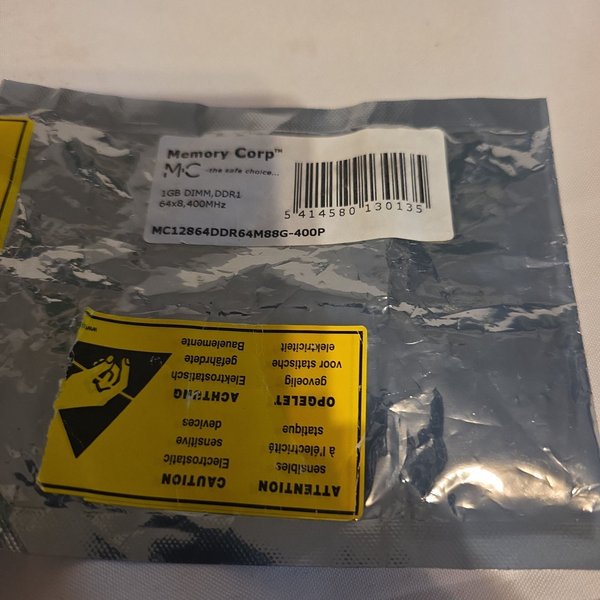 Memory Corp™
M·C -the safe choice...
1GB DIMM,DDR1
64x8,400MHz
5 414580 130135
MC12864DDR64M88G-400P
ATTENTION
sensibles
à l'électricité
statique
OPGELET
gevoelig
voor statische
elektriciteit
CAUTION
Electrostatic
sensitive
devices
ACHTUNG
Elektrostatisch
gefährdete
Bauelemente